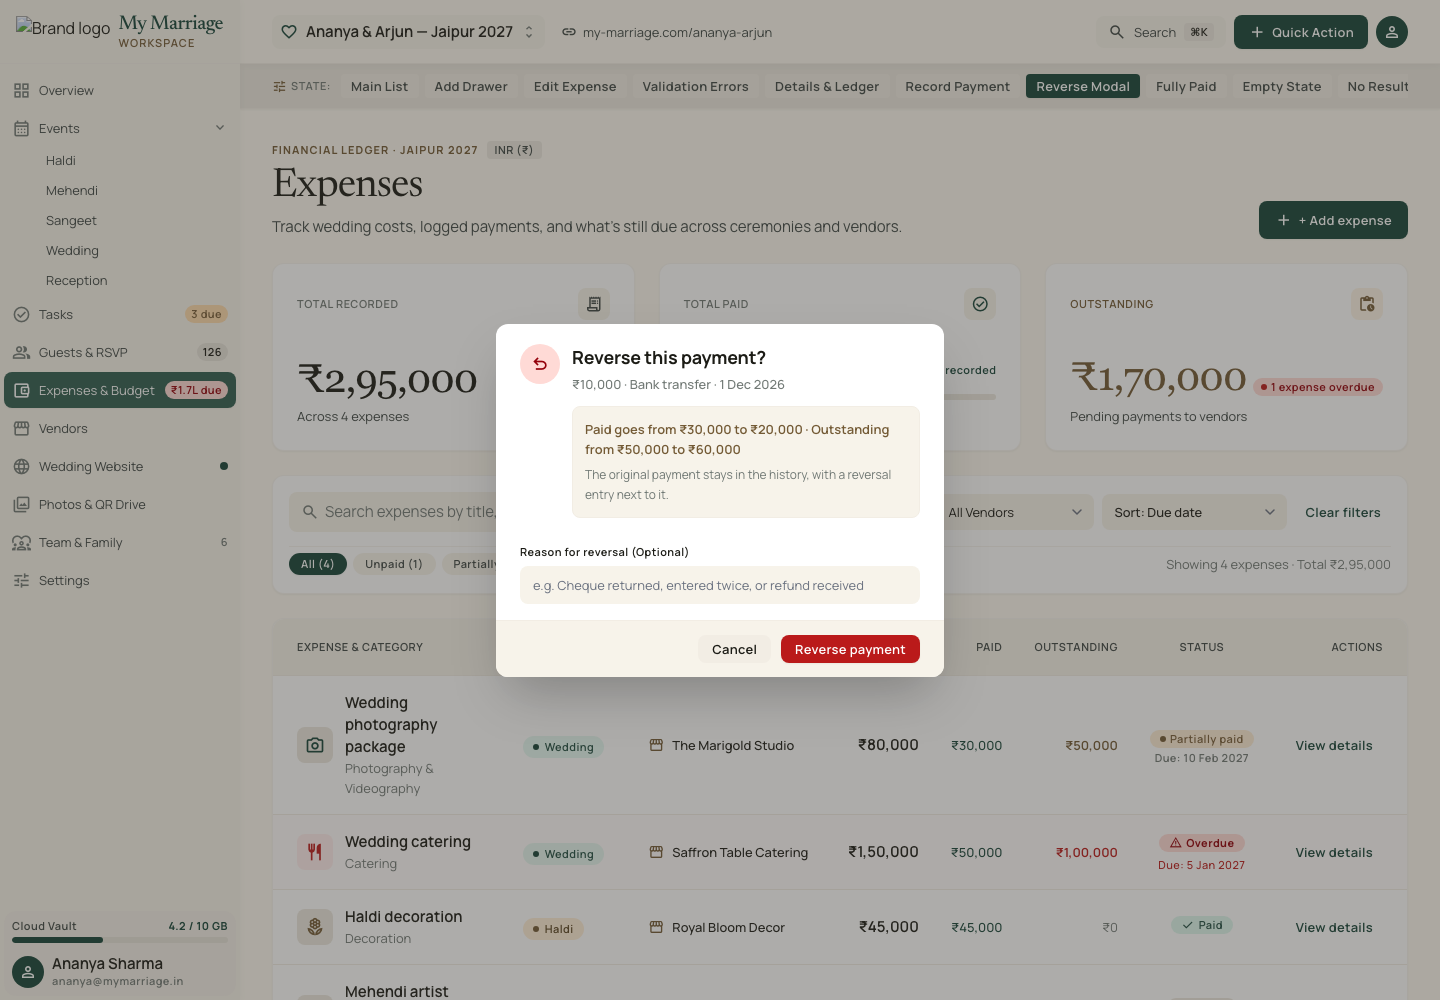 Brand logo
My Marriage
WORKSPACE
Ananya & Arjun — Jaipur 2027
my-marriage.com/ananya-arjun
Search ⌘K
Quick Action
STATE: Main List Add Drawer Edit Expense Validation Errors Details & Ledger Record Payment Reverse Modal Fully Paid Empty State No Result
Overview
Events
Haldi
Mehendi
Sangeet
Wedding
Reception
Tasks 3 due
Guests & RSVP 126
Expenses & Budget ₹1.7L due
Vendors
Wedding Website
Photos & QR Drive
Team & Family 6
Settings
Cloud Vault 4.2 / 10 GB
Ananya Sharma
ananya@mymarriage.in
FINANCIAL LEDGER · JAIPUR 2027 INR (₹)
Expenses
Track wedding costs, logged payments, and what's still due across ceremonies and vendors.
+ Add expense
TOTAL RECORDED
₹2,95,000
Across 4 expenses
TOTAL PAID
recorded
OUTSTANDING
₹1,70,000
1 expense overdue
Pending payments to vendors
Search expenses by title,
All Vendors
Sort: Due date
Clear filters
All (4) Unpaid (1)
Showing 4 expenses · Total ₹2,95,000
Reverse this payment?
₹10,000 · Bank transfer · 1 Dec 2026
Paid goes from ₹30,000 to ₹20,000 · Outstanding
from ₹50,000 to ₹60,000
The original payment stays in the history, with a reversal
entry next to it.
Reason for reversal (Optional)
e.g. Cheque returned, entered twice, or refund received
Cancel
Reverse payment
EXPENSE & CATEGORY PAID OUTSTANDING STATUS ACTIONS
Wedding
photography
package
Photography &
Videography
Wedding
The Marigold Studio
₹80,000
₹30,000
₹50,000
Partially paid
Due: 10 Feb 2027
View details
Wedding catering
Catering
Wedding
Saffron Table Catering
₹1,50,000
₹50,000
₹1,00,000
Overdue
Due: 5 Jan 2027
View details
Haldi decoration
Decoration
Haldi
Royal Bloom Decor
₹45,000
₹45,000
₹0
Paid
View details
Mehendi artist